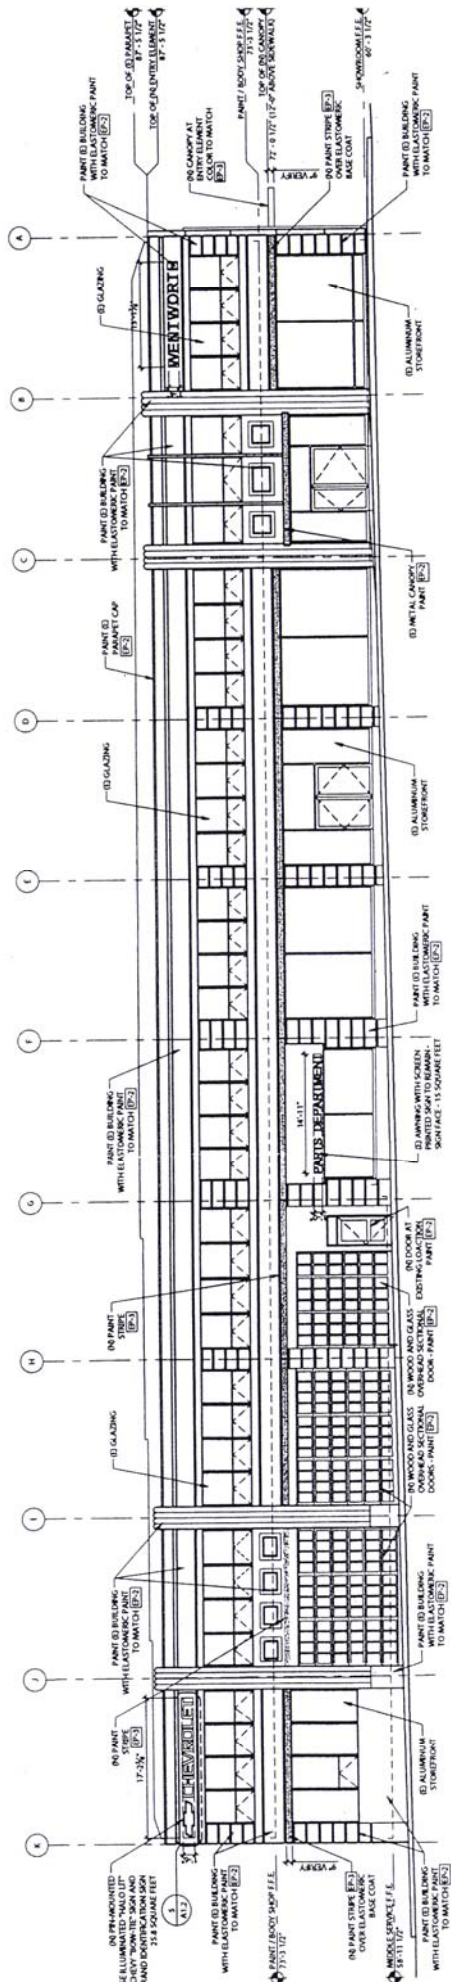 TOP OF (E) PARAPET
87' - 5 1/2"
TOP OF (N) ENTRY ELEMENT
87' - 5 1/2"
PAINT / BODY SHOP F.F.E.
73'-3 1/2"
TOP OF (N) CANOPY
72' - 0 1/2" (12'-0" ABOVE SIDEWALK)
SHOWROOM F.F.E.
60' - 3 1/2"
PAINT (E) BUILDING
WITH ELASTOMERIC PAINT
TO MATCH EP-2
(N) CANOPY AT
ENTRY ELEMENT
COLOR TO MATCH
EP-3
9" VERIFY
(N) PAINT STRIPE EP-3
OVER ELASTOMERIC
BASE COAT
PAINT (E) BUILDING
WITH ELASTOMERIC PAINT
TO MATCH EP-2
A
(E) GLAZING
WENTWORTH
(E) ALUMINUM
STOREFRONT
B
PAINT (E) BUILDING
WITH ELASTOMERIC PAINT
TO MATCH EP-2
C
(E) METAL CANOPY
PAINT EP-2
PAINT (E)
PARAPET CAP
EP-2
D
(E) GLAZING
(E) ALUMINUM
STOREFRONT
E
PAINT (E) BUILDING
WITH ELASTOMERIC PAINT
TO MATCH EP-2
F
PAINT (E) BUILDING
WITH ELASTOMERIC PAINT
TO MATCH EP-2
14'-11"
PARTS DEPARTMENT
(E) AWNING WITH SCREEN
PRINTED SIGN TO REMAIN -
SIGN FACE - 15 SQUARE FEET
G
(N) DOOR AT
EXISTING LOACTION
PAINT EP-2
(N) PAINT
STRIPE
EP-3
H
(N) WOOD AND GLASS
OVERHEAD SECTIONAL
DOOR - PAINT EP-2
(E) GLAZING
(N) WOOD AND GLASS
OVERHEAD SECTIONAL
DOORS - PAINT EP-2
I
PAINT (E) BUILDING
WITH ELASTOMERIC PAINT
TO MATCH EP-2
PAINT (E) BUILDING
WITH ELASTOMERIC PAINT
TO MATCH EP-2
J
(N) PAINT
STRIPE EP-3
CHEVROLET
(E) ALUMINUM
STOREFRONT
K
(N) PIN-MOUNTED
ILLUMINATED "HALO LIT"
CHEVY "BOW-TIE" SIGN AND
BRAND IDENTIFICATION SIGN
25.8 SQUARE FEET
5
A1.2
PAINT (E) BUILDING
WITH ELASTOMERIC PAINT
TO MATCH EP-2
PAINT / BODY SHOP F.F.E.
73'-3 1/2"
9" VERIFY
(N) PAINT STRIPE EP-3
OVER ELASTOMERIC
BASE COAT
MIDDLE SERVICE F.F.E.
58'-11 1/2"
PAINT (E) BUILDING
WITH ELASTOMERIC PAINT
TO MATCH EP-2